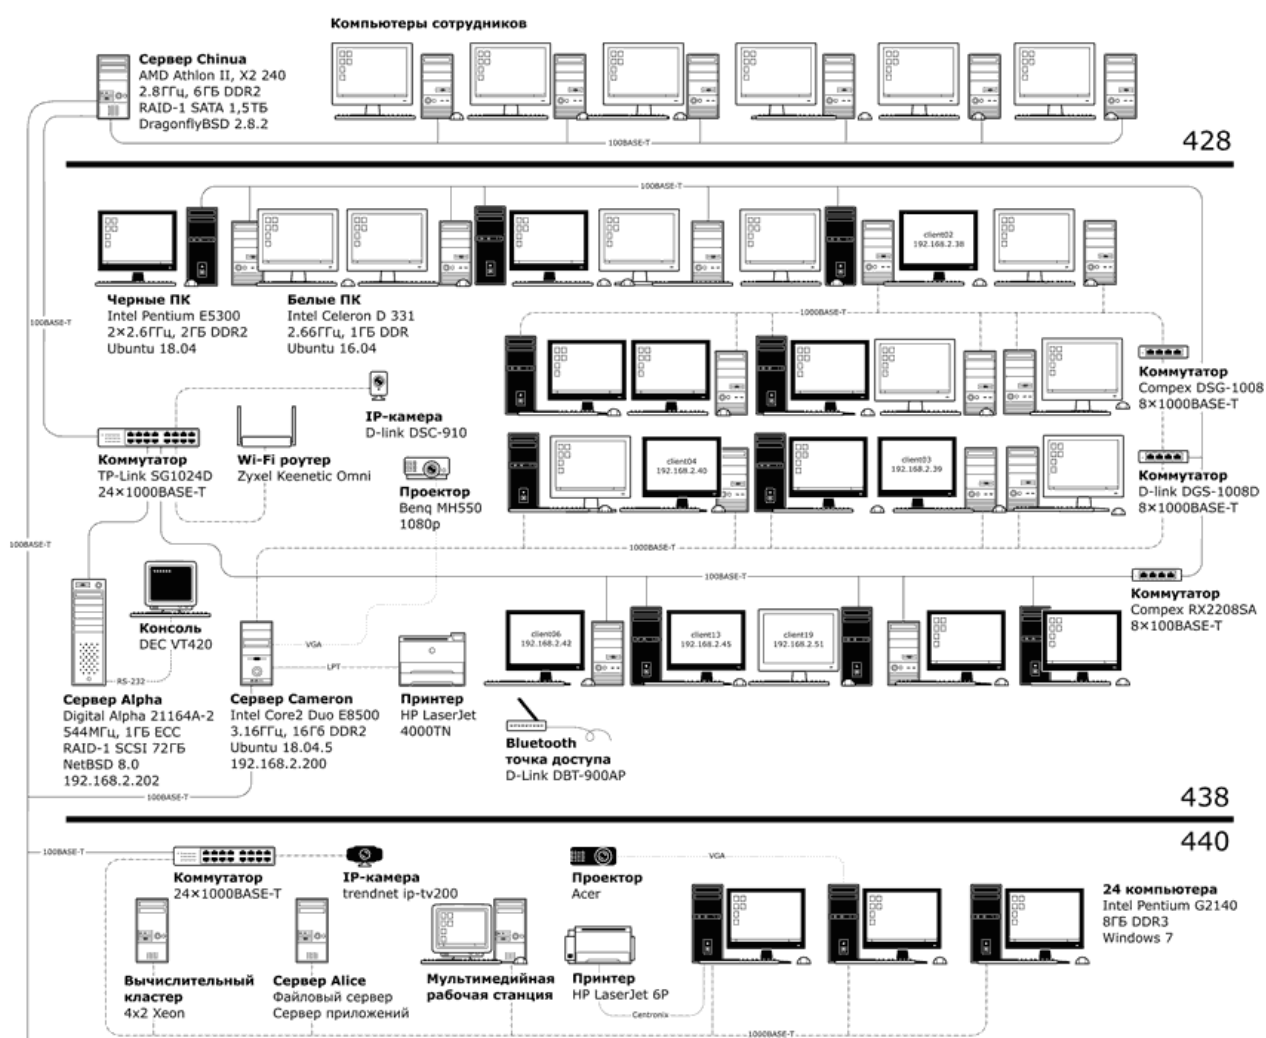 Компьютеры сотрудников
Сервер Chinua
AMD Athlon II, X2 240
2.8ГГц, 6ГБ DDR2
RAID-1 SATA 1,5ТБ
DragonflyBSD 2.8.2
100BASE-T
428
100BASE-T
client02
192.168.2.38
Черные ПК
Intel Pentium E5300
2×2.6ГГц, 2ГБ DDR2
Ubuntu 18.04
Белые ПК
Intel Celeron D 331
2.66ГГц, 1ГБ DDR
Ubuntu 16.04
1000BASE-T
100BASE-T
Коммутатор
Compex DSG-1008
8×1000BASE-T
IP-камера
D-link DSC-910
Коммутатор
TP-Link SG1024D
24×1000BASE-T
Wi-Fi роутер
Zyxel Keenetic Omni
Проектор
Benq MH550
1080p
client04
192.168.2.40
client03
192.168.2.39
Коммутатор
D-link DGS-1008D
8×1000BASE-T
100BASE-T
1000BASE-T
100BASE-T
Коммутатор
Compex RX2208SA
8×100BASE-T
Консоль
DEC VT420
VGA
LPT
RS-232
client06
192.168.2.42
client13
192.168.2.45
client19
192.168.2.51
Сервер Alpha
Digital Alpha 21164A-2
544МГц, 1ГБ ECC
RAID-1 SCSI 72ГБ
NetBSD 8.0
192.168.2.202
Сервер Cameron
Intel Core2 Duo E8500
3.16ГГц, 16Гб DDR2
Ubuntu 18.04.5
192.168.2.200
Принтер
HP LaserJet
4000TN
Bluetooth
точка доступа
D-Link DBT-900AP
100BASE-T
438
440
100BASE-T
Коммутатор
24×1000BASE-T
IP-камера
trendnet ip-tv200
Проектор
Acer
VGA
24 компьютера
Intel Pentium G2140
8ГБ DDR3
Windows 7
Вычислительный
кластер
4x2 Xeon
Сервер Alice
Файловый сервер
Сервер приложений
Мультимедийная
рабочая станция
Принтер
HP LaserJet 6P
Centronix
1000BASE-T